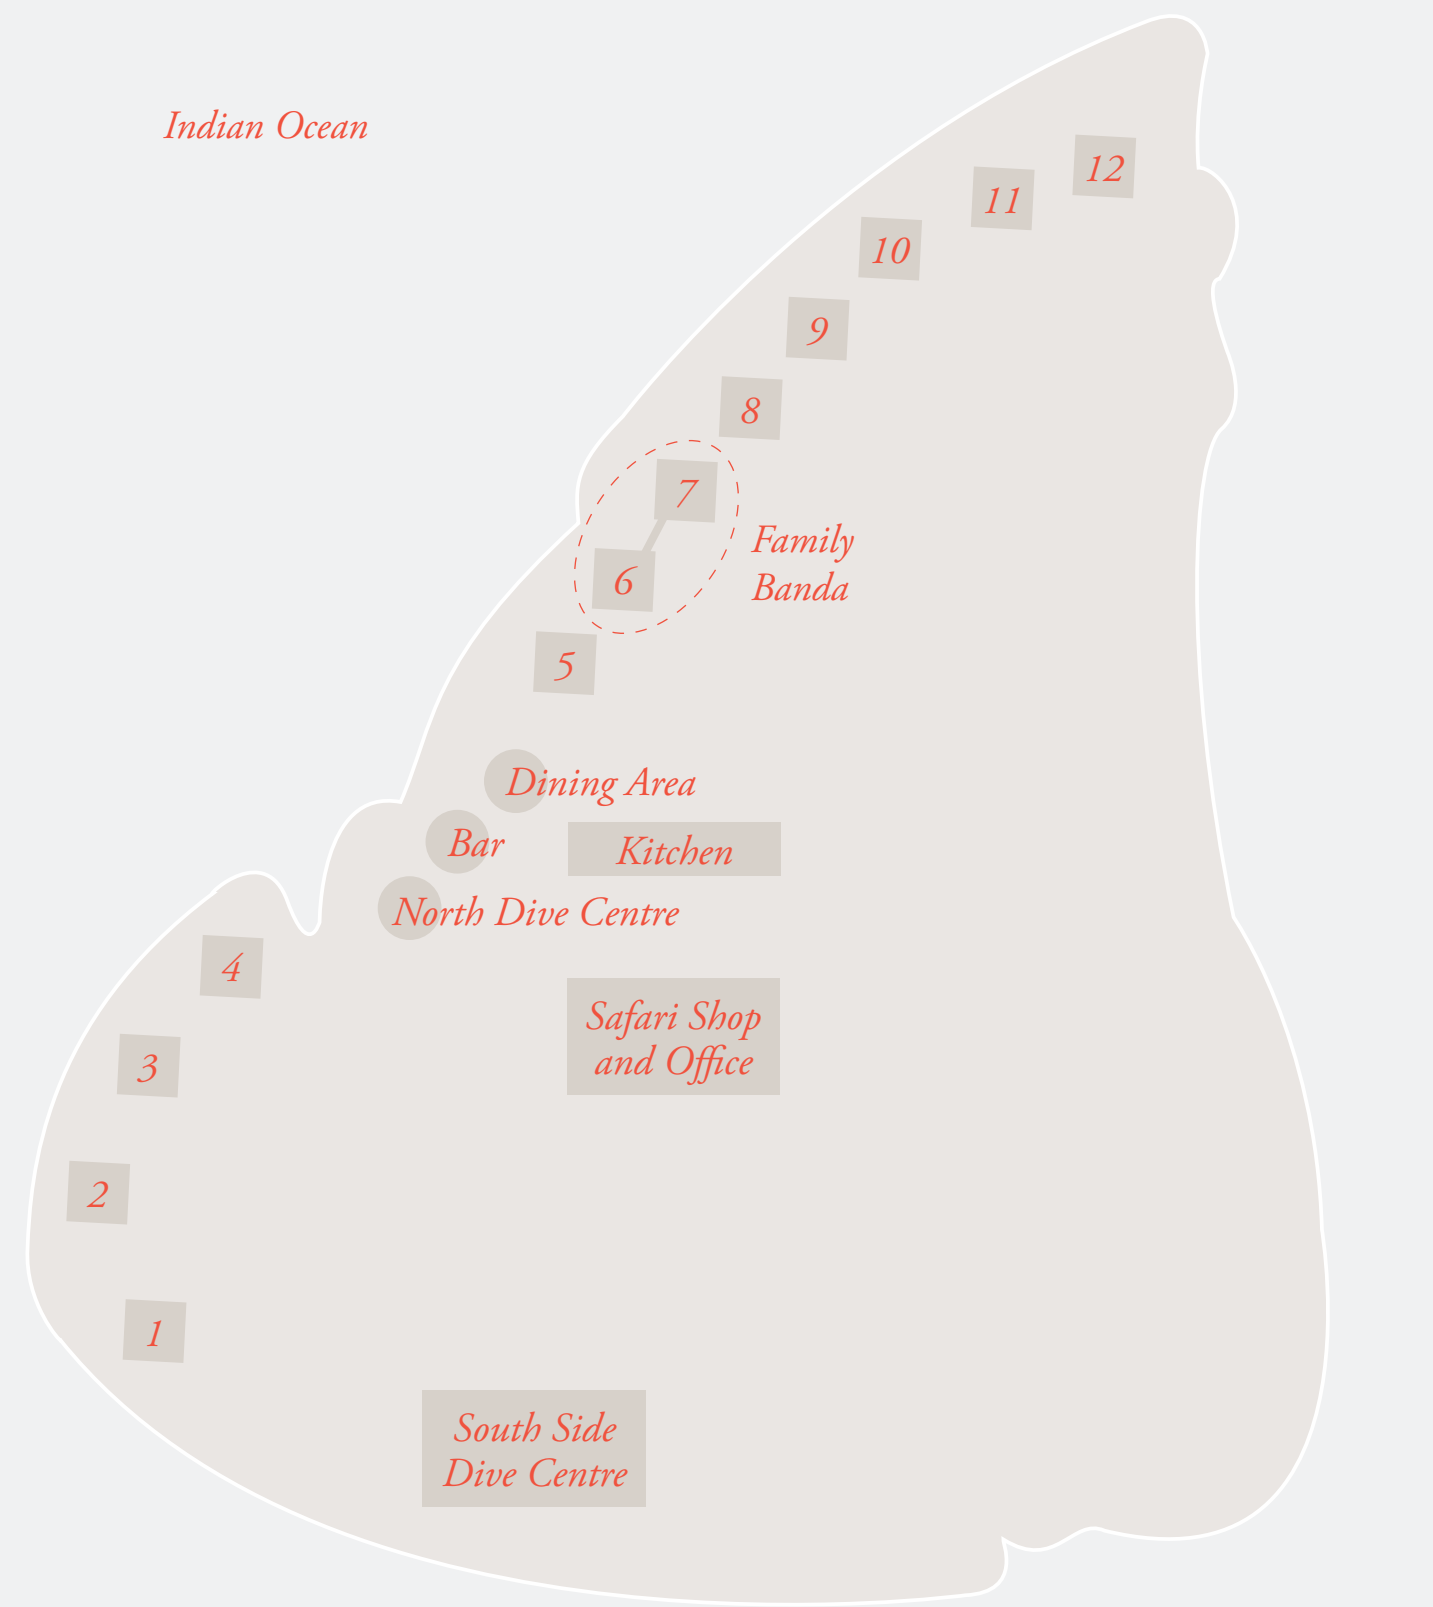 Indian Ocean
12
11
10
9
8
7
Family
Banda
6
5
Dining Area
Bar
Kitchen
North Dive Centre
4
Safari Shop
and Office
3
2
1
South Side
Dive Centre